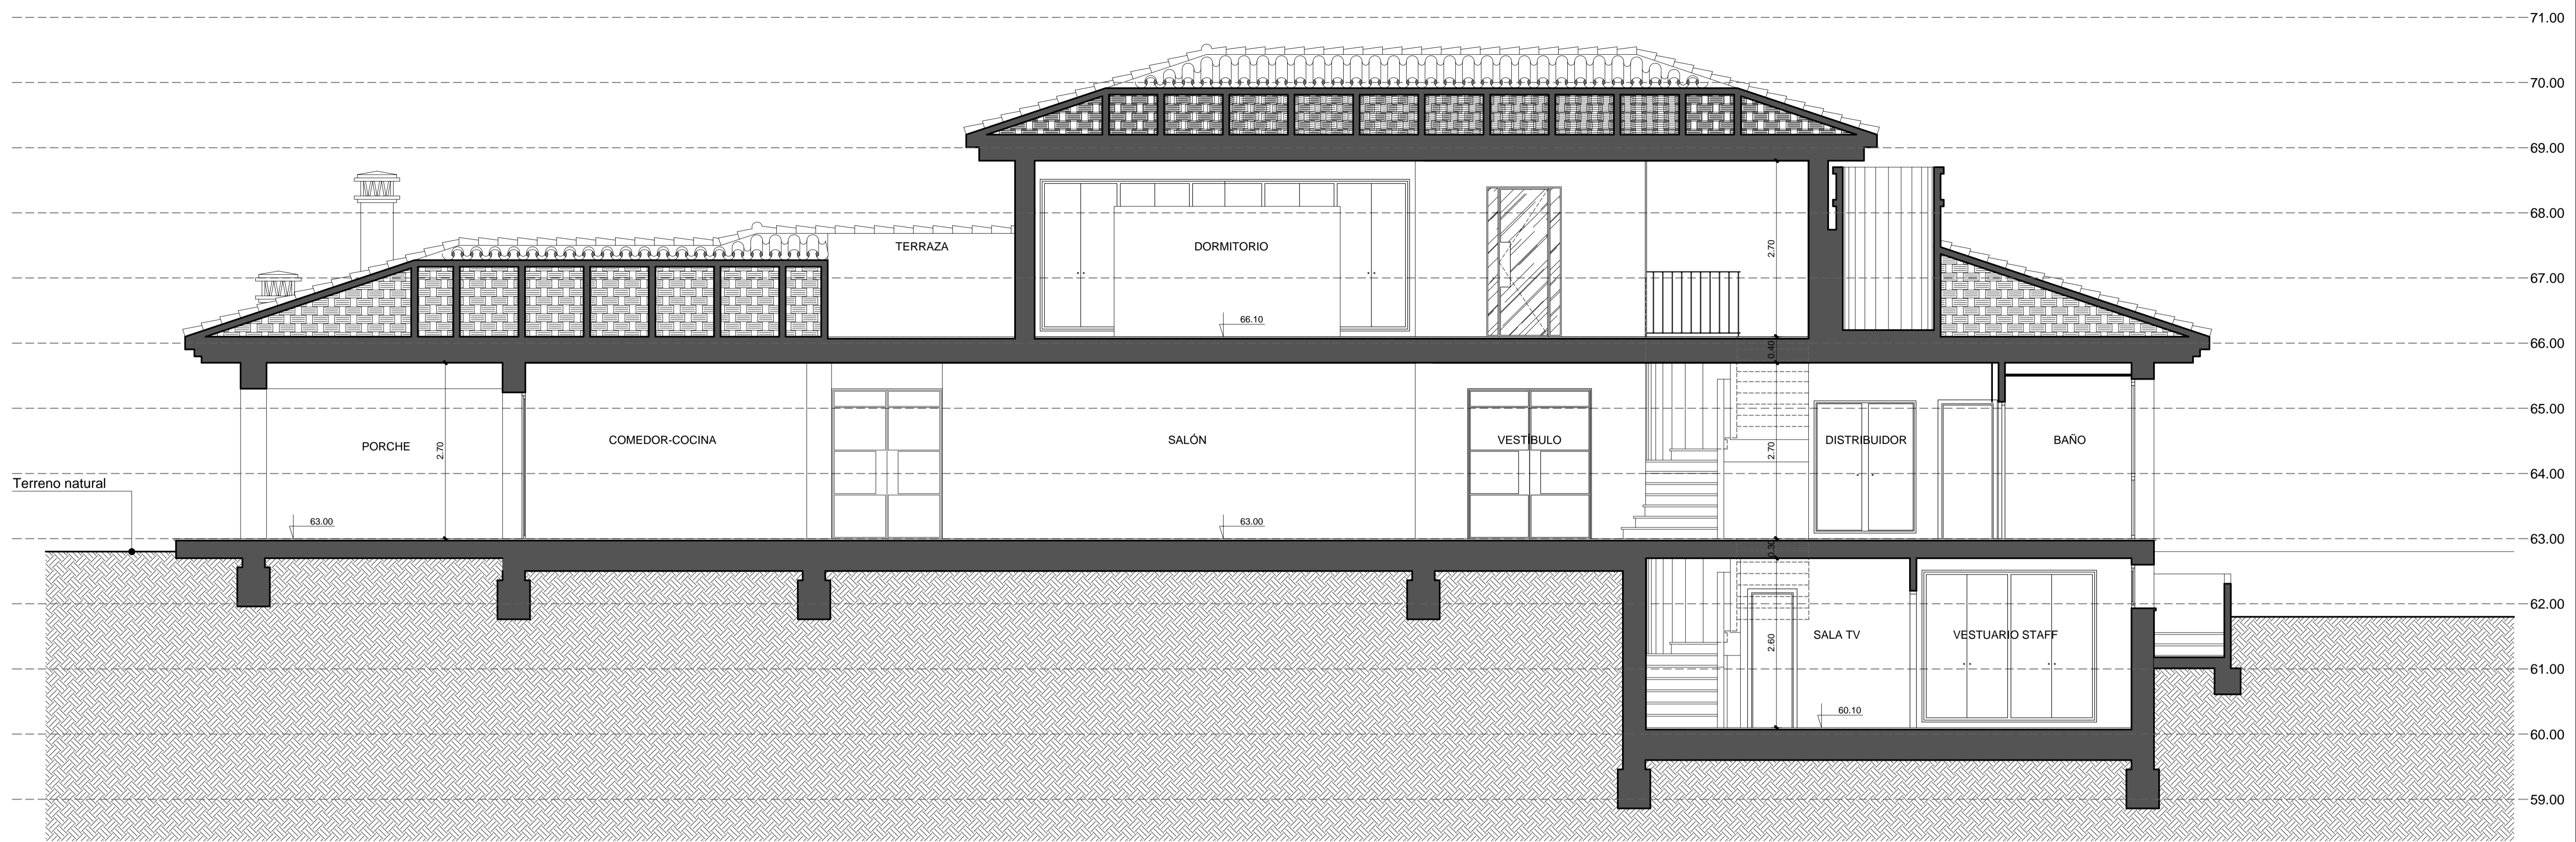 71.00
70.00
69.00
68.00
TERRAZA
DORMITORIO
2.70
67.00
66.10
66.00
0.40
65.00
PORCHE
2.70
COMEDOR-COCINA
SALÓN
VESTÍBULO
2.70
DISTRIBUIDOR
BAÑO
64.00
Terreno natural
63.00
63.00
63.00
0.30
62.00
2.60
SALA TV
VESTUARIO STAFF
61.00
60.10
60.00
59.00